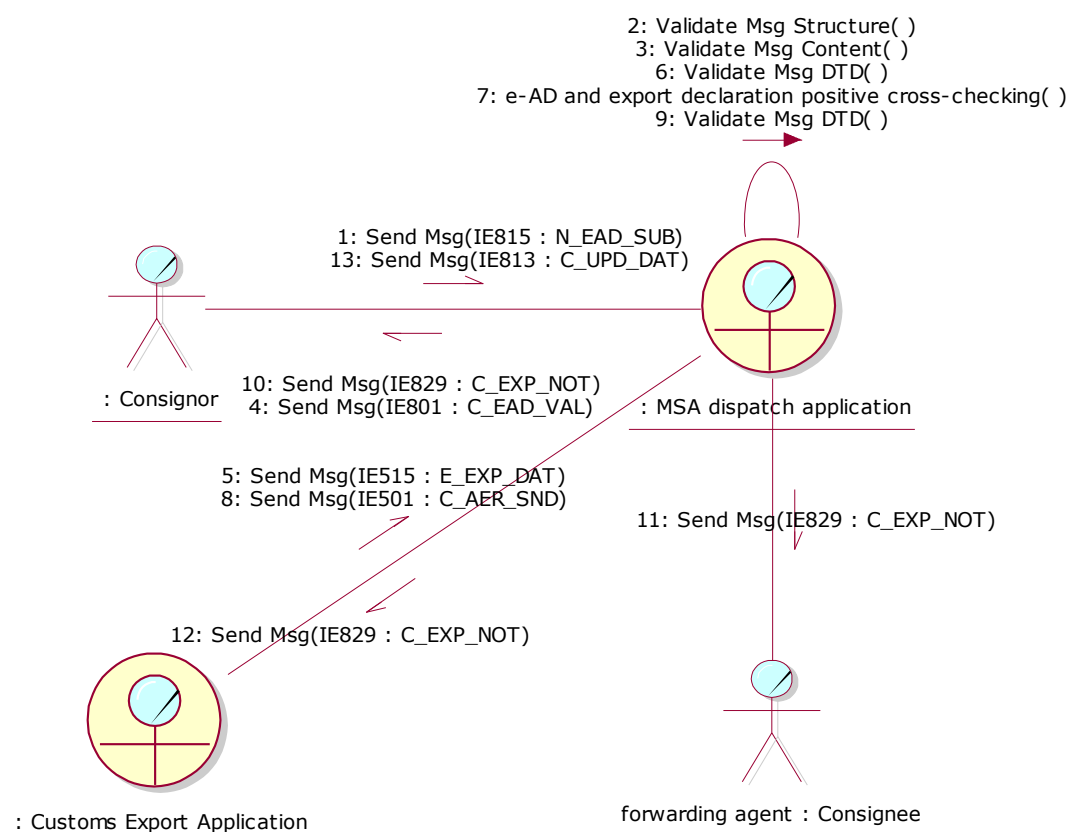 2: Validate Msg Structure( )
3: Validate Msg Content( )
6: Validate Msg DTD( )
7: e-AD and export declaration positive cross-checking( )
9: Validate Msg DTD( )
1: Send Msg(IE815 : N_EAD_SUB)
13: Send Msg(IE813 : C_UPD_DAT)
10: Send Msg(IE829 : C_EXP_NOT)
4: Send Msg(IE801 : C_EAD_VAL)
: Consignor
: MSA dispatch application
5: Send Msg(IE515 : E_EXP_DAT)
8: Send Msg(IE501 : C_AER_SND)
11: Send Msg(IE829 : C_EXP_NOT)
12: Send Msg(IE829 : C_EXP_NOT)
: Customs Export Application
forwarding agent : Consignee